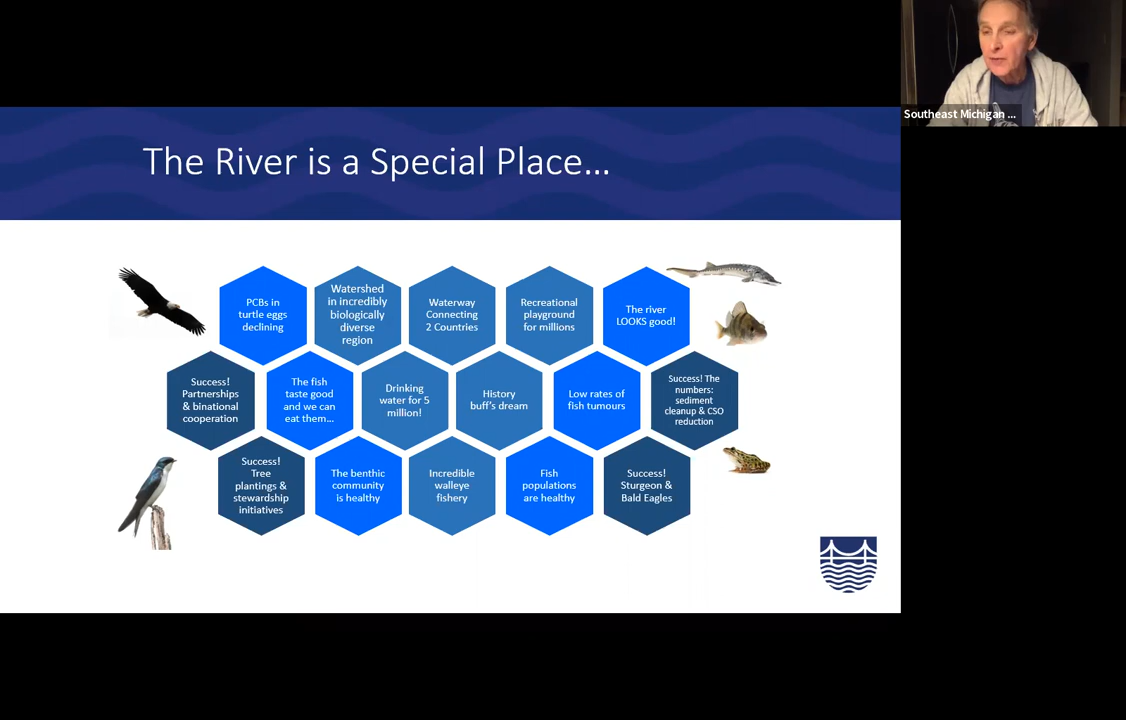 Southeast Michigan ...
The River is a Special Place...
PCBs in
turtle eggs
declining
Watershed
in incredibly
biologically
diverse
region
Waterway
Connecting
2 Countries
Recreational
playground
for millions
The river
LOOKS good!
Success!
Partnerships
& binational
cooperation
The fish
taste good
and we can
eat them...
Drinking
water for 5
million!
History
buff's dream
Low rates of
fish tumours
Success! The
numbers:
sediment
cleanup & CSO
reduction
Success!
Tree
plantings &
stewardship
initiatives
The benthic
community
is healthy
Incredible
walleye
fishery
Fish
populations
are healthy
Success!
Sturgeon &
Bald Eagles